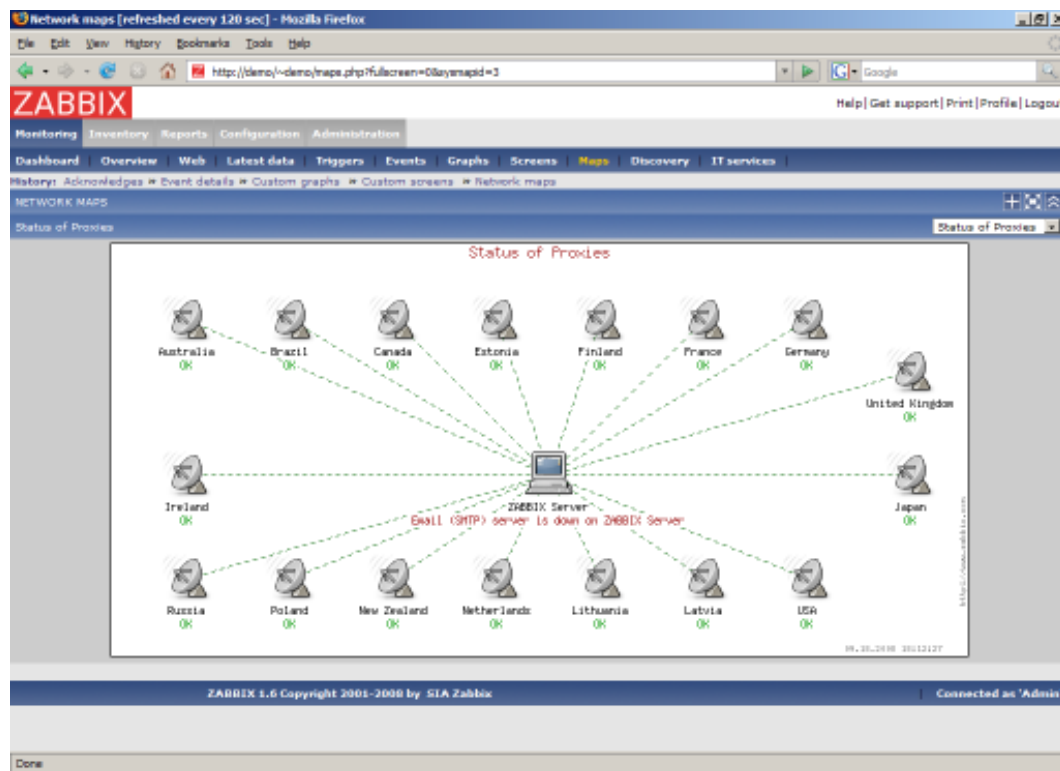 Network maps [refreshed every 120 sec] - Mozilla Firefox
File Edit View History Bookmarks Tools Help
http://demo/~demo/maps.php?fullscreen=0&sysmapid=3
Google
ZABBIX
Help| Get support| Print| Profile| Logou
Monitoring Inventory Reports Configuration Administration
Dashboard | Overview | Web | Latest data | Triggers | Events | Graphs | Screens | Maps | Discovery | IT services |
History: Acknowledges » Event details » Custom graphs » Custom screens » Network maps
NETWORK MAPS
Status of Proxies
Status of Proxies
Status of Proxies
Australia Brazil Canada Estonia Finland France Germany
OK OK OK OK OK OK OK
United Kingdom
OK
Ireland ZABBIX Server Japan
OK Email (SMTP) server is down on ZABBIX Server OK
http://www.zabbix.com
Russia Poland New Zealand Netherlands Lithuania Latvia USA
OK OK OK OK OK OK OK
ZABBIX 1.6 Copyright 2001-2008 by SIA Zabbix
Connected as 'Admin
Done